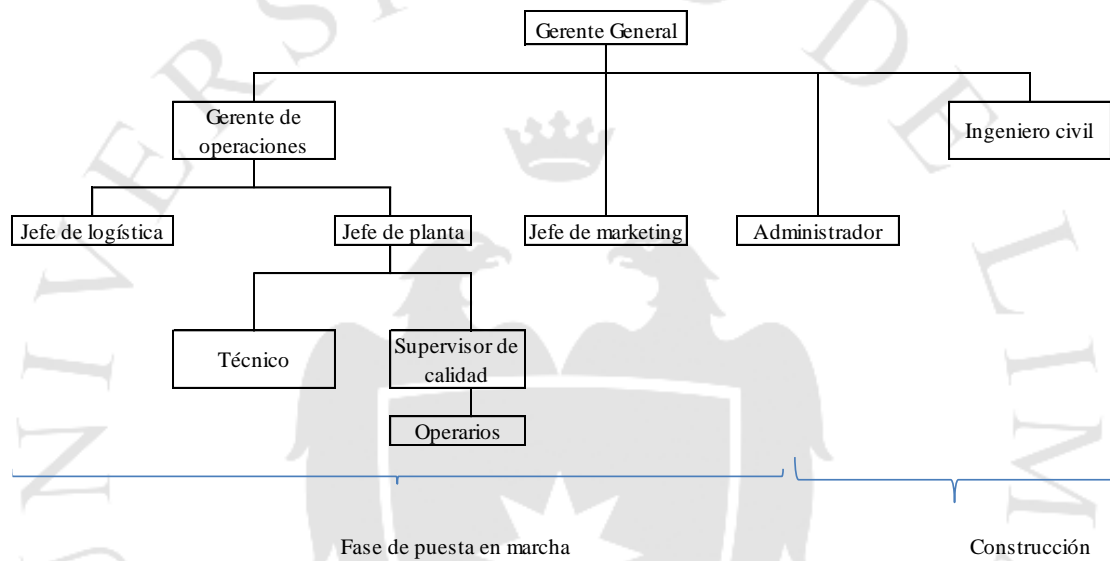 Gerente General
Gerente de
operaciones
Ingeniero civil
Jefe de logística
Jefe de planta
Jefe de marketing
Administrador
Técnico
Supervisor de
calidad
Operarios
Fase de puesta en marcha
Construcción